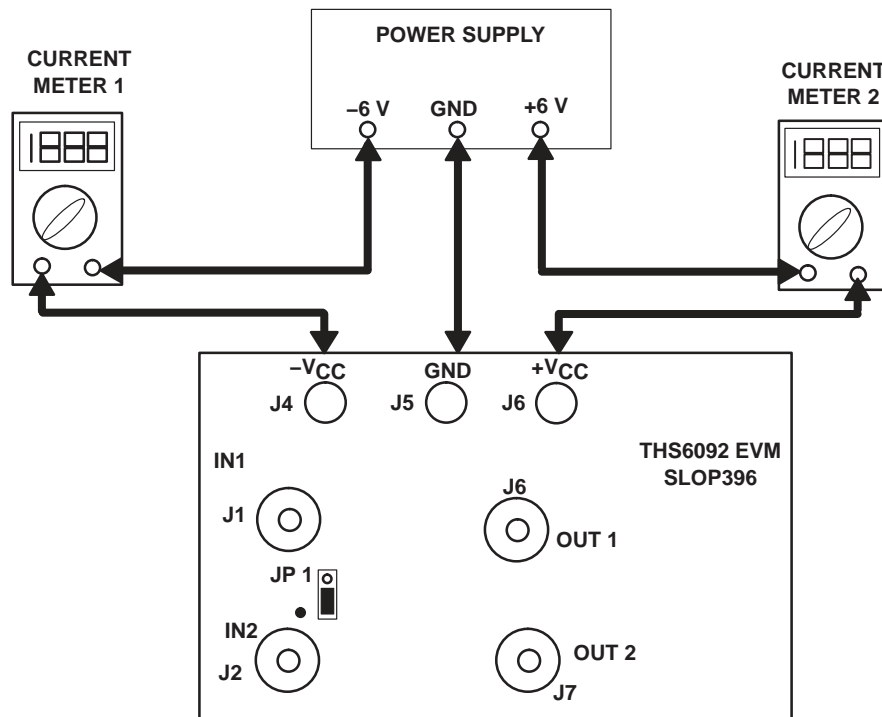 POWER SUPPLY
–6 V
GND
+6 V
CURRENT
METER 1
CURRENT
METER 2
–VCC
GND
+VCC
J4
J5
J6
THS6092 EVM
SLOP396
IN1
J1
J6
OUT 1
JP 1
IN2
J2
OUT 2
J7